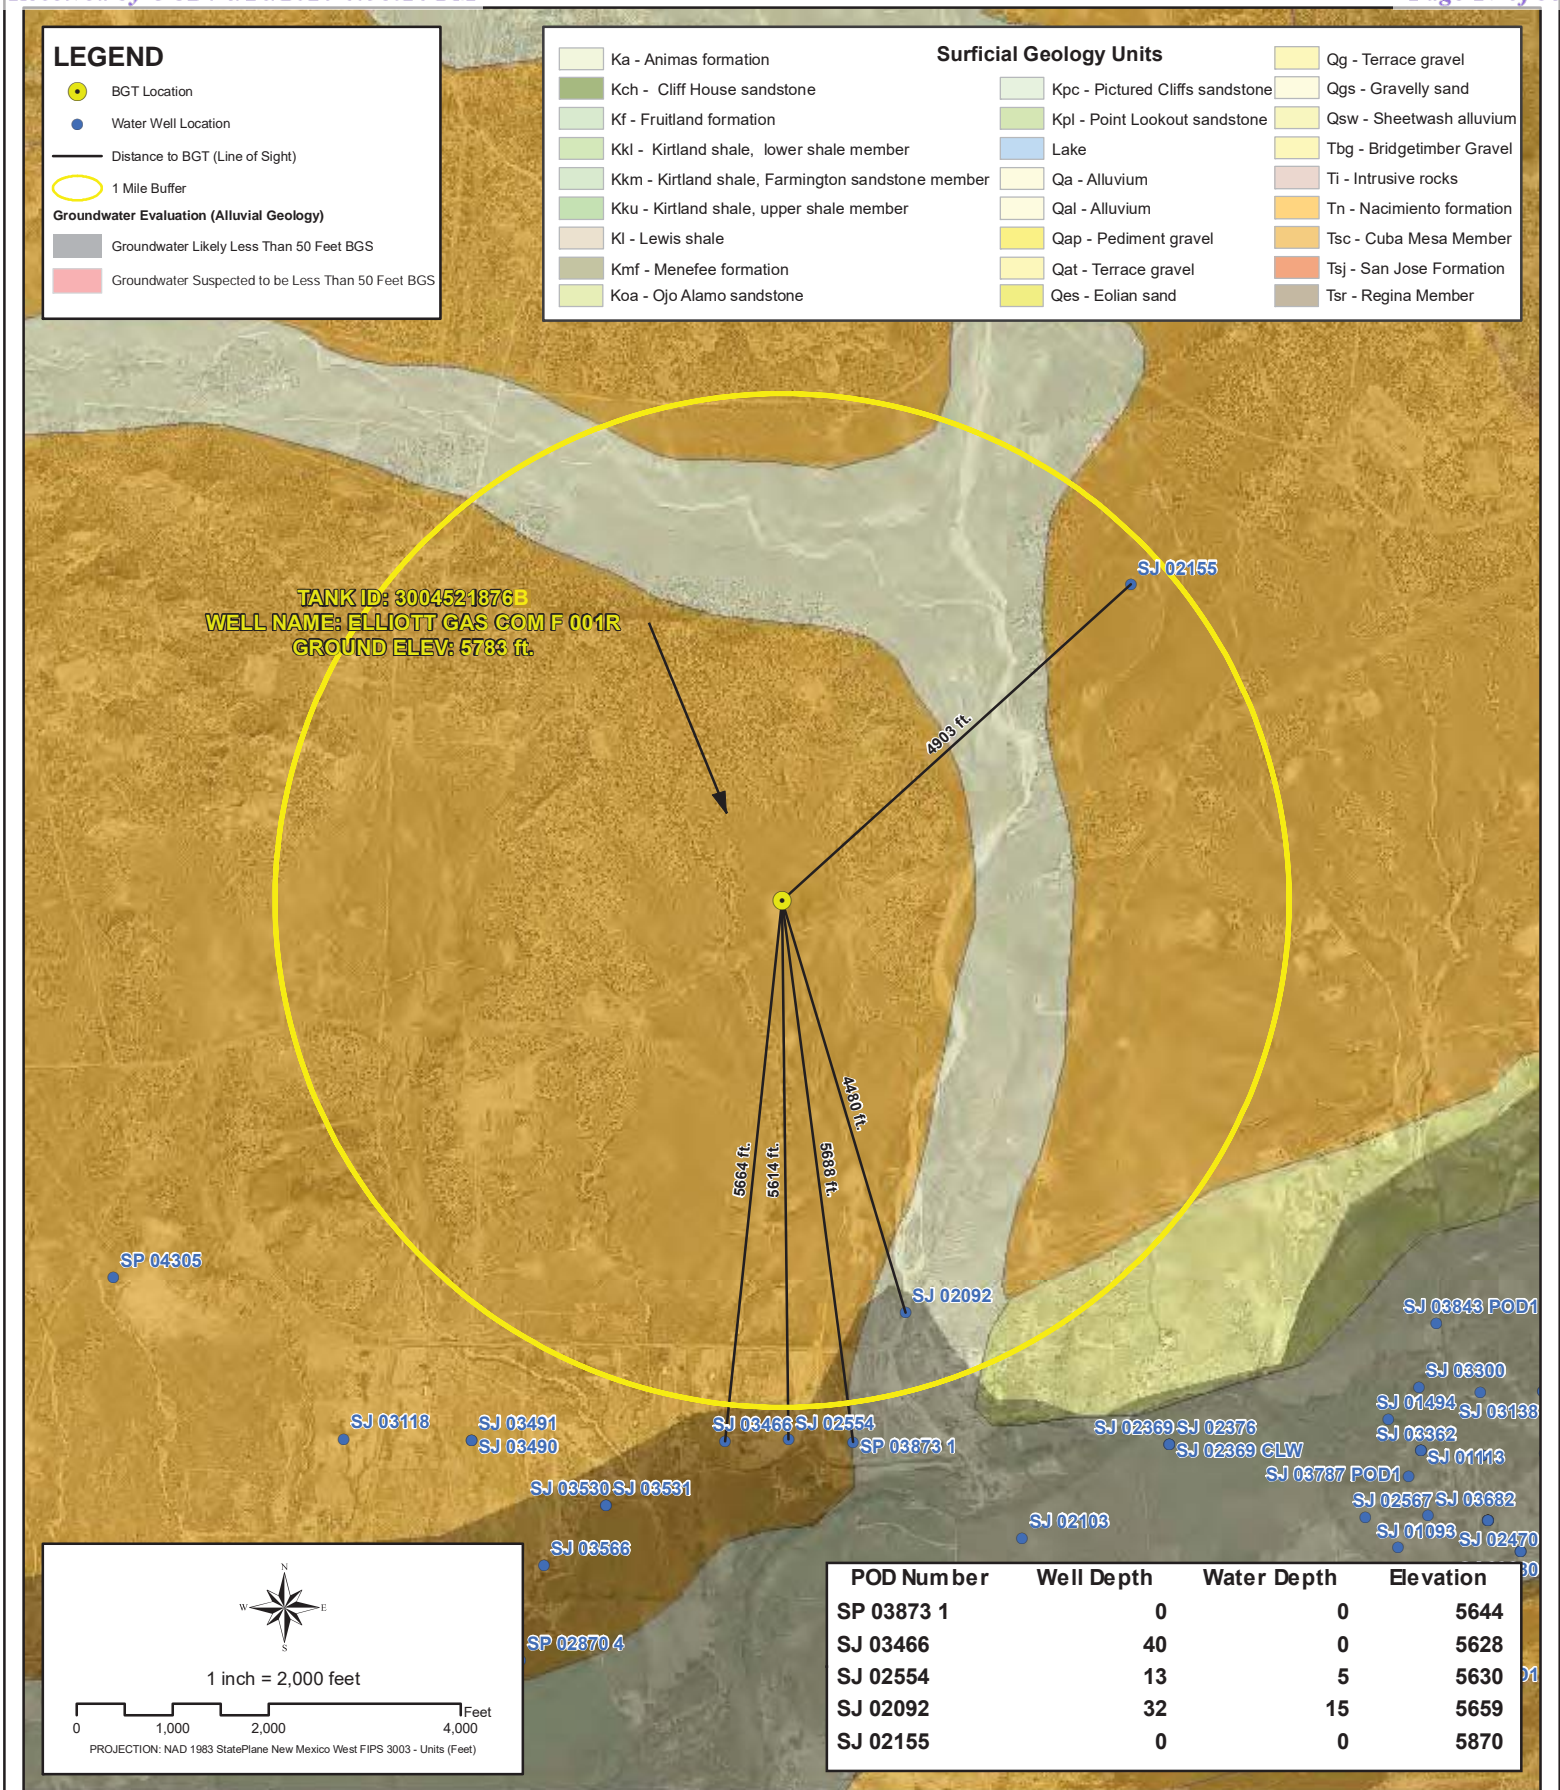 LEGEND
BGT Location
Water Well Location
Distance to BGT (Line of Sight)
1 Mile Buffer
Groundwater Evaluation (Alluvial Geology)
Groundwater Likely Less Than 50 Feet BGS
Groundwater Suspected to be Less Than 50 Feet BGS
Surficial Geology Units
Ka - Animas formation
Kch - Cliff House sandstone
Kf - Fruitland formation
Kkl - Kirtland shale, lower shale member
Kkm - Kirtland shale, Farmington sandstone member
Kku - Kirtland shale, upper shale member
Kl - Lewis shale
Kmf - Menefee formation
Koa - Ojo Alamo sandstone
Kpc - Pictured Cliffs sandstone
Kpl - Point Lookout sandstone
Lake
Qa - Alluvium
Qal - Alluvium
Qap - Pediment gravel
Qat - Terrace gravel
Qes - Eolian sand
Qg - Terrace gravel
Qgs - Gravelly sand
Qsw - Sheetwash alluvium
Tbg - Bridgetimber Gravel
Ti - Intrusive rocks
Tn - Nacimiento formation
Tsc - Cuba Mesa Member
Tsj - San Jose Formation
Tsr - Regina Member
SJ 02155
TANK ID: 3004521876B
WELL NAME: ELLIOTT GAS COM F 001R
GROUND ELEV: 5783 ft.
4903 ft.
4480 ft.
5664 ft.
5614 ft.
5688 ft.
SP 04305
SJ 02092
SJ 03843 POD1
SJ 03300
SJ 01494
SJ 03138
SJ 03118
SJ 03491
SJ 03490
SJ 03466
SJ 02554
SP 03873 1
SJ 02369
SJ 02376
SJ 02369 CLW
SJ 03362
SJ 01113
SJ 03787 POD1
SJ 03530
SJ 03531
SJ 02567
SJ 03682
SJ 02103
SJ 01093
SJ 02470
SJ 03566
SP 02870 4
N
W
E
S
1 inch = 2,000 feet
Feet
0 1,000 2,000 4,000
PROJECTION: NAD 1983 StatePlane New Mexico West FIPS 3003 - Units (Feet)
POD Number Well Depth Water Depth Elevation
SP 03873 1 0 0 5644
SJ 03466 40 0 5628
SJ 02554 13 5 5630
SJ 02092 32 15 5659
SJ 02155 0 0 5870